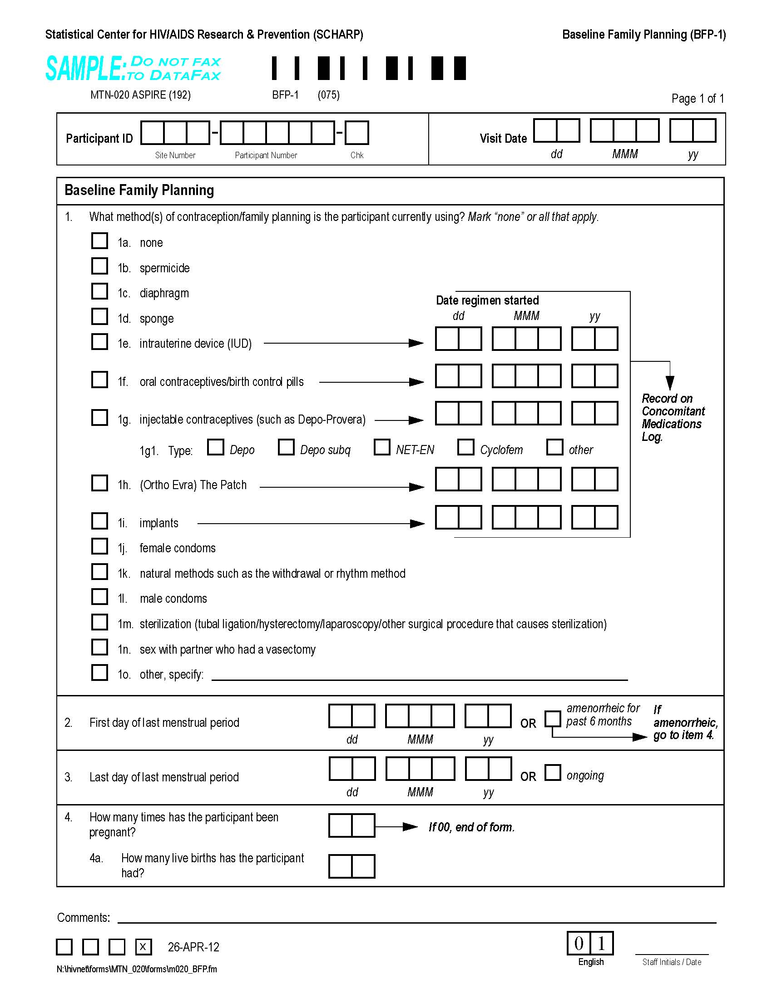 Statistical Center for HIV/AIDS Research & Prevention (SCHARP) Baseline Family Planning (BFP-1)
SAMPLE: DO NOT FAX
TO DATAFAX
MTN-020 ASPIRE (192) BFP-1 (075)
Page 1 of 1
Participant ID - - Visit Date
Site Number Participant Number Chk dd MMM yy
Baseline Family Planning
1. What method(s) of contraception/family planning is the participant currently using? Mark “none” or all that apply.
1a. none
1b. spermicide
1c. diaphragm
Date regimen started
1d. sponge dd MMM yy
1e. intrauterine device (IUD)
1f. oral contraceptives/birth control pills
Record on
Concomitant
Medications
Log.
1g. injectable contraceptives (such as Depo-Provera)
1g1. Type: Depo Depo subq NET-EN Cyclofem other
1h. (Ortho Evra) The Patch
1i. implants
1j. female condoms
1k. natural methods such as the withdrawal or rhythm method
1l. male condoms
1m. sterilization (tubal ligation/hysterectomy/laparoscopy/other surgical procedure that causes sterilization)
1n. sex with partner who had a vasectomy
1o. other, specify:
2. First day of last menstrual period OR amenorrheic for past 6 months If amenorrheic, go to item 4.
dd MMM yy
3. Last day of last menstrual period OR ongoing
dd MMM yy
4. How many times has the participant been
pregnant? If 00, end of form.
4a. How many live births has the participant
had?
Comments:
X 26-APR-12 0 1
English Staff Initials / Date
N:\hivnet\forms\MTN_020\forms\m020_BFP.fm